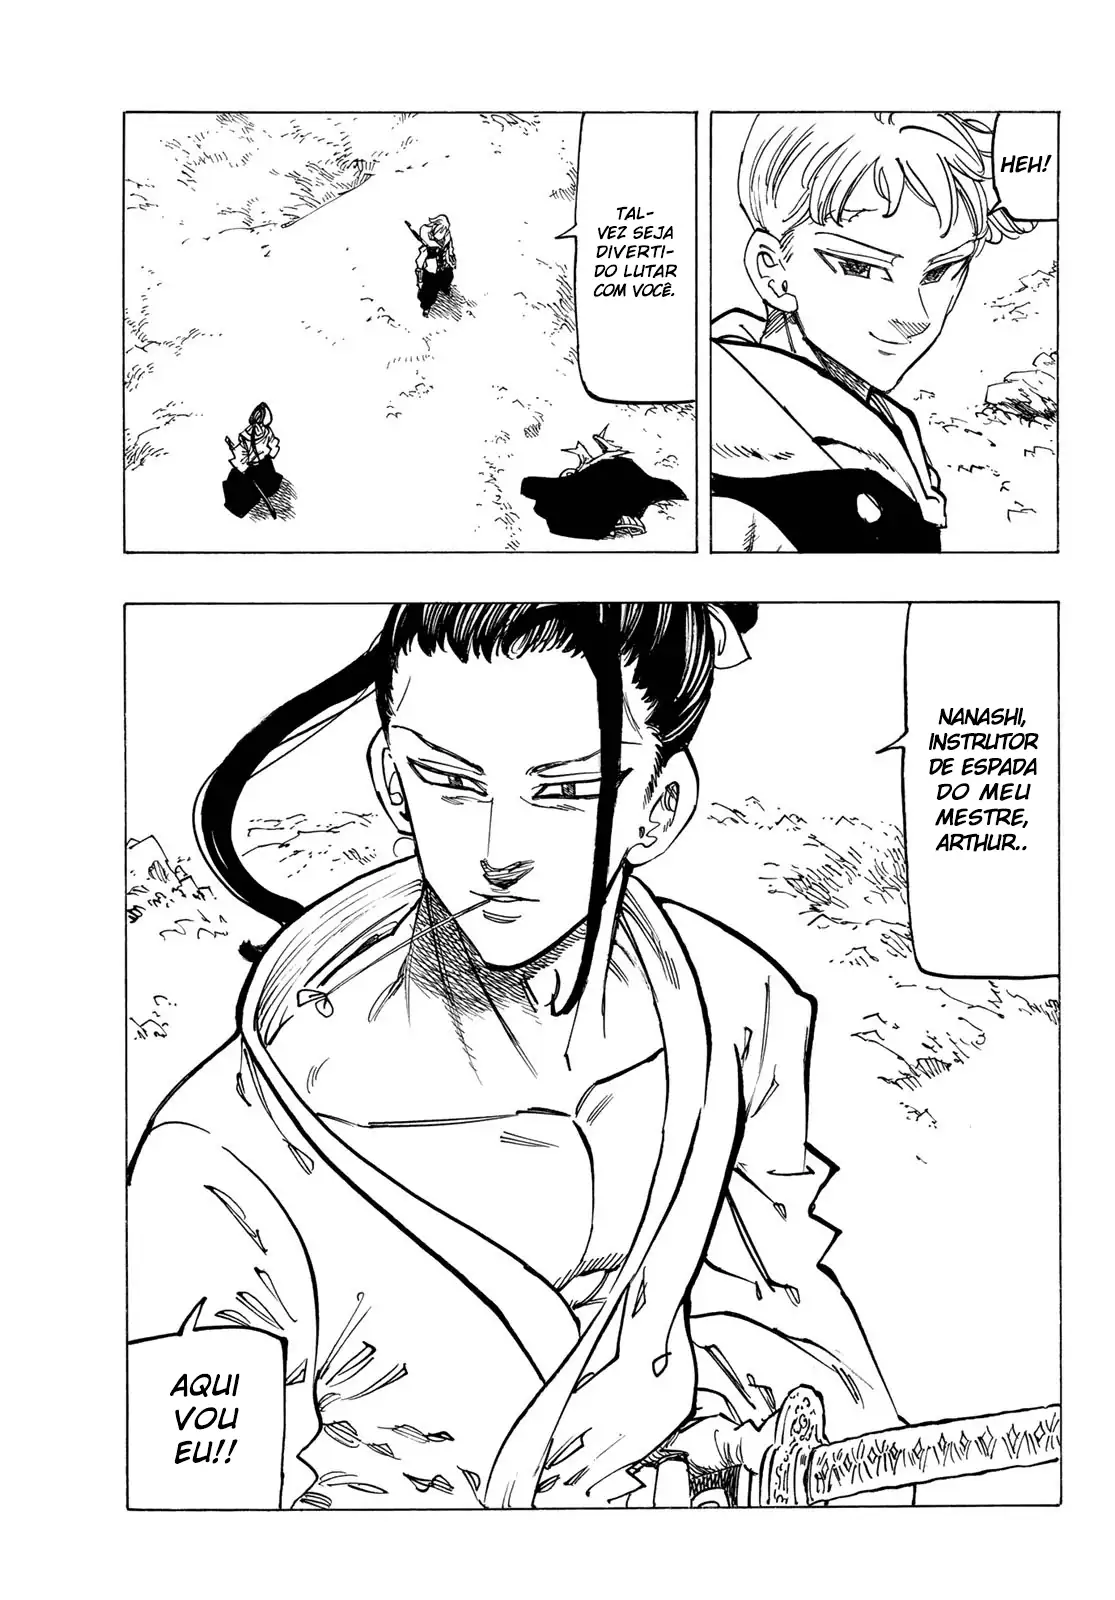 HEH!
TAL-
VEZ SEJA
DIVERTI-
DO LUTAR
COM VOCÊ.
NANASHI,
INSTRUTOR
DE ESPADA
DO MEU
MESTRE,
ARTHUR..
AQUI
VOU
EU!!